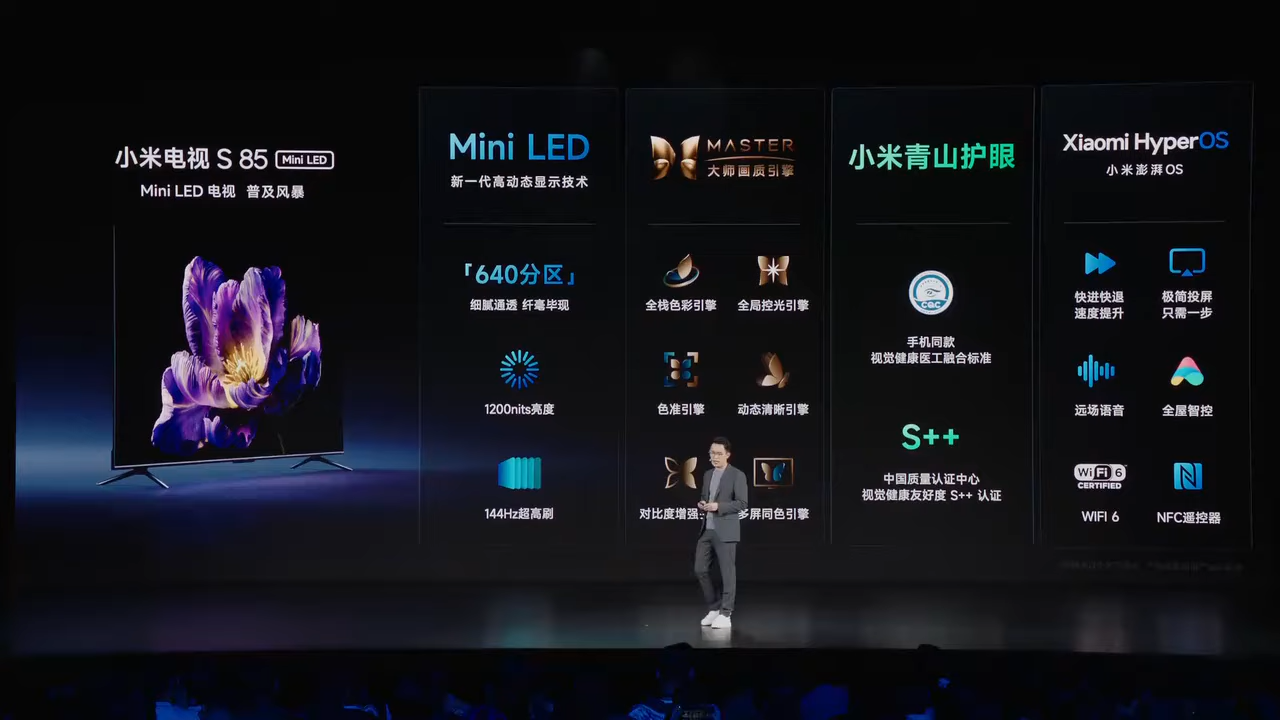 小米电视 S 85 Mini LED
Mini LED 电视 普及风暴
Mini LED
新一代高动态显示技术
「640分区」
细腻通透 纤毫毕现
1200nits亮度
144Hz超高刷
MASTER
大师画质引擎
全栈色彩引擎
全局控光引擎
色准引擎
动态清晰引擎
对比度增强
多屏同色引擎
小米青山护眼
CQC
手机同款
视觉健康医工融合标准
S++
中国质量认证中心
视觉健康友好度 S++ 认证
Xiaomi HyperOS
小米澎湃OS
快进快退
速度提升
极简投屏
只需一步
远场语音
全屋智控
Wi Fi 6
CERTIFIED
WIFI 6
NFC遥控器